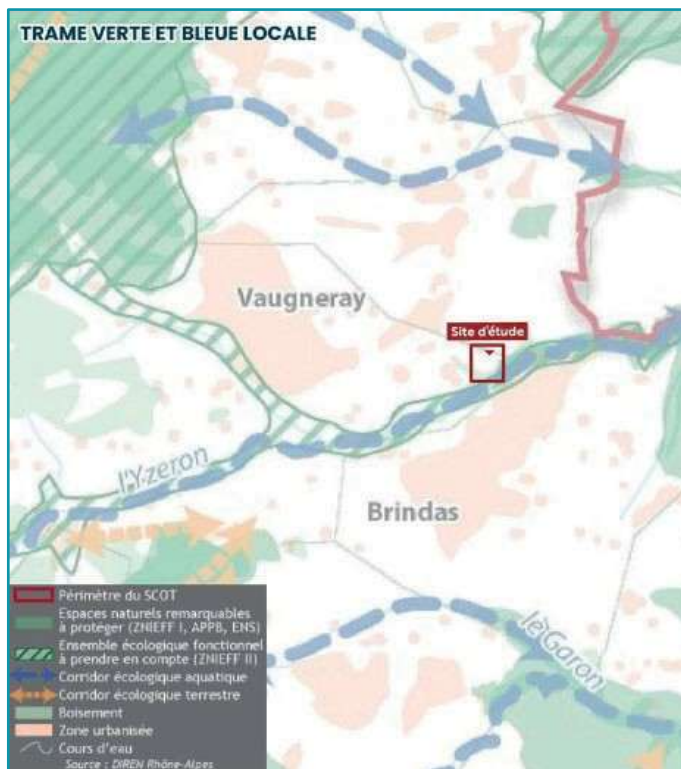 TRAME VERTE ET BLEUE LOCALE
Vaugneray
Site d'étude
l'Yzeron
Brindas
le Garon
Périmètre du SCOT
Espaces naturels remarquables
à protéger (ZNIEFF I, APPB, ENS)
Ensemble écologique fonctionnel
à prendre en compte (ZNIEFF II)
Corridor écologique aquatique
Corridor écologique terrestre
Boisement
Zone urbanisée
Cours d'eau
Source : DIREN Rhône-Alpes